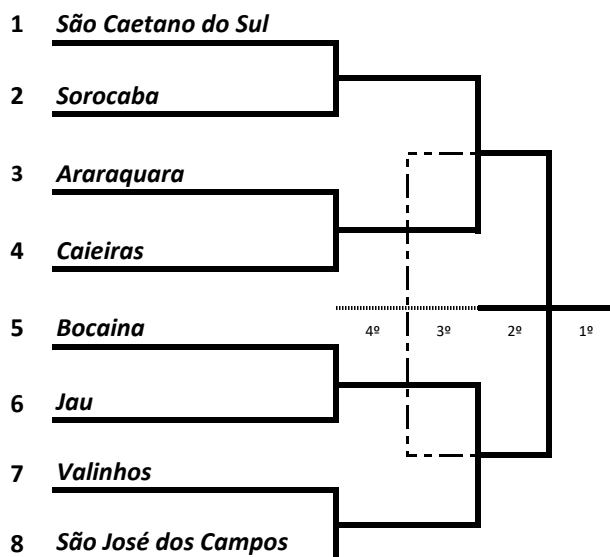 1 São Caetano do Sul
2 Sorocaba
3 Araraquara
4 Caieiras
5 Bocaina
4º 3º 2º 1º
6 Jau
7 Valinhos
8 São José dos Campos